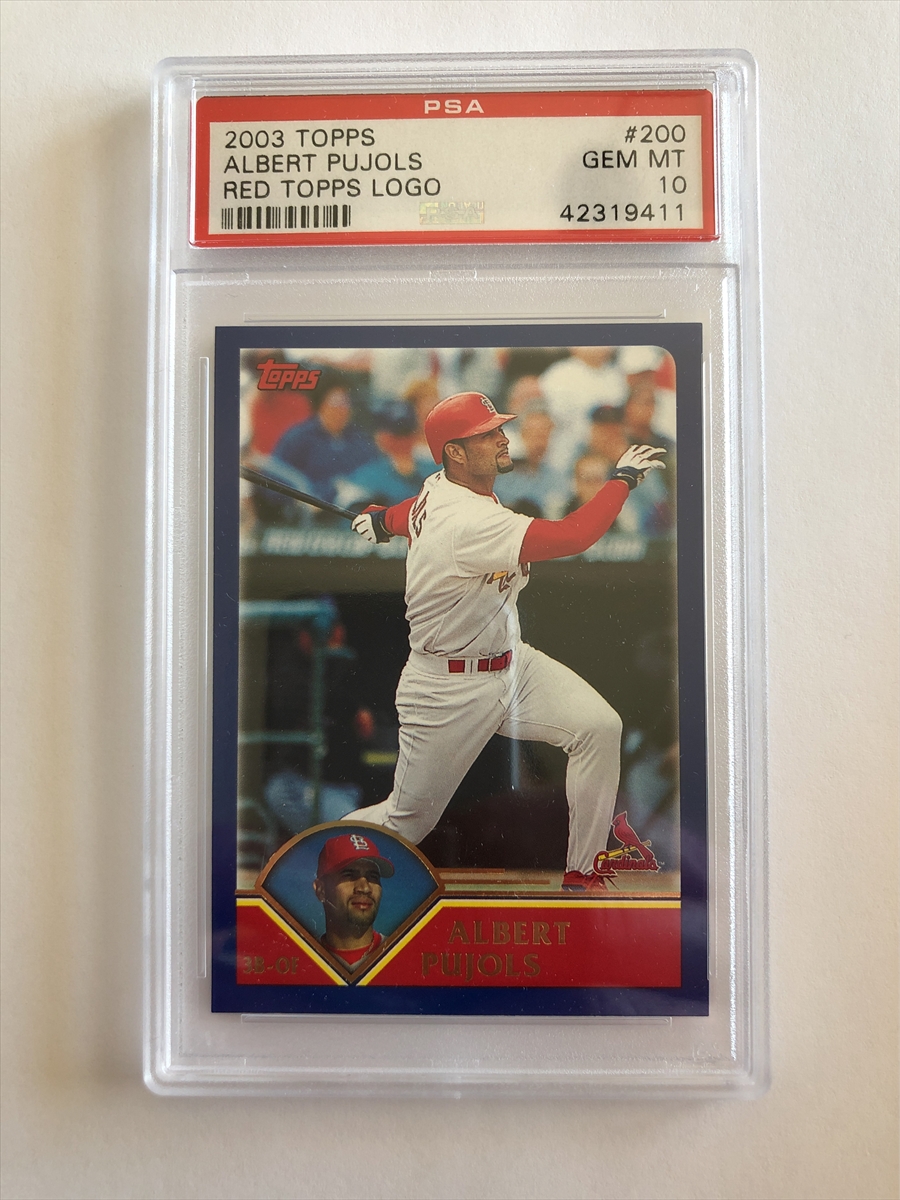 PSA
2003 TOPPS #200
ALBERT PUJOLS GEM MT
RED TOPPS LOGO 10
42319411
Topps
Cardinals
ALBERT
3B-OF PUJOLS